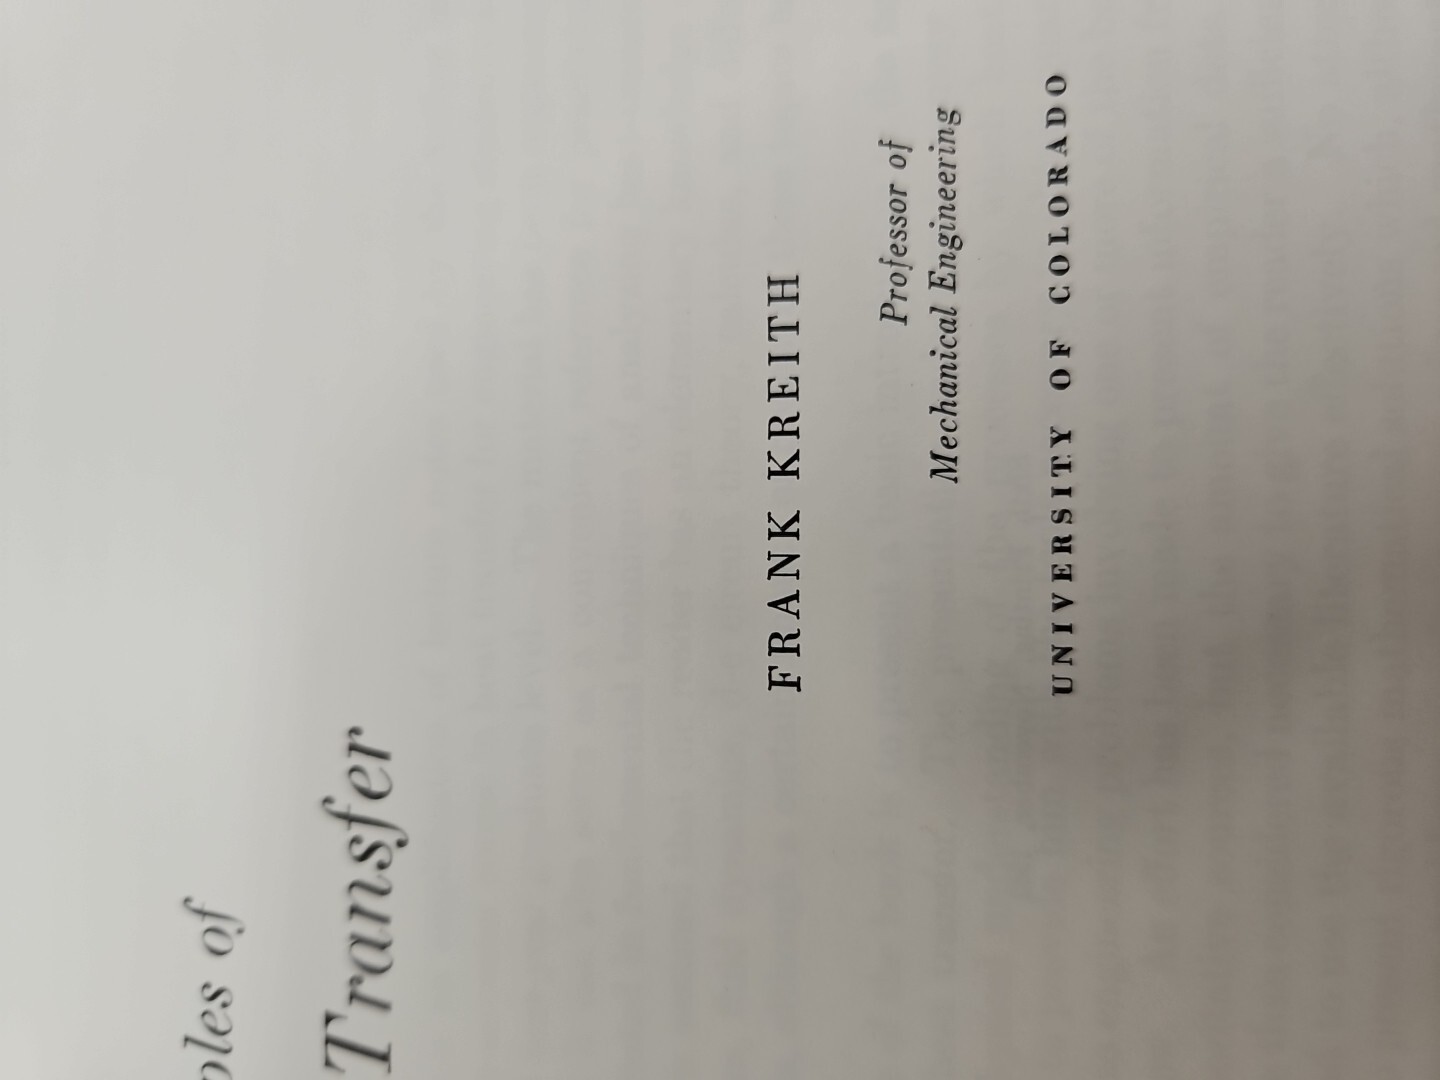 ples of
Transfer
FRANK KREITH
Professor of
Mechanical Engineering
UNIVERSITY OF COLORADO